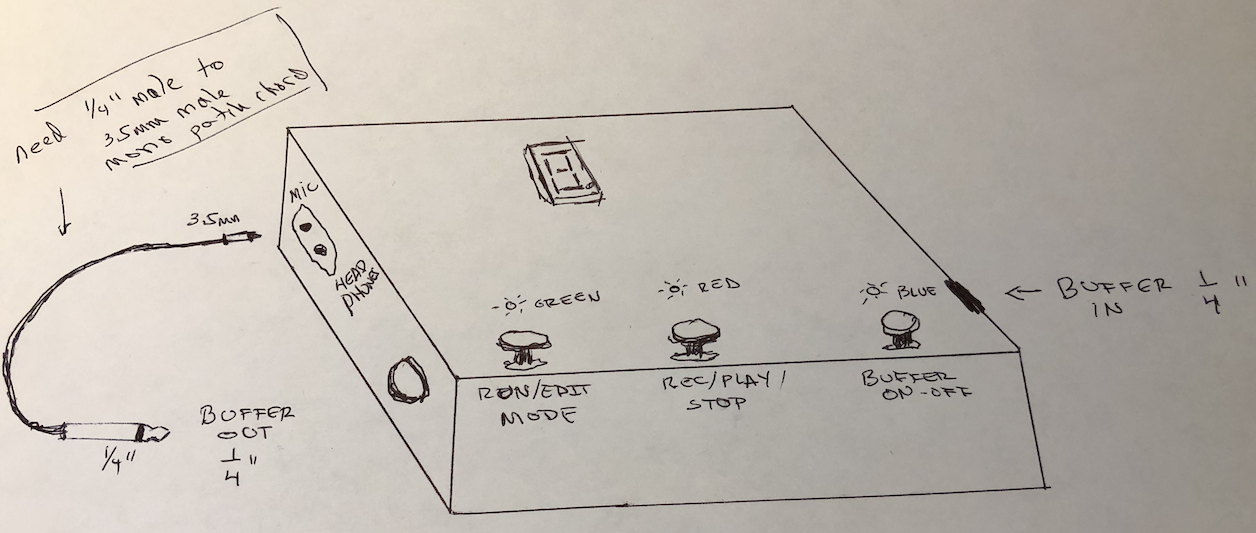 need 1/4" male to
3.5mm male
mono patch chord
3.5mm
MIC
HEAD
PHONES
GREEN
RED
BLUE
← BUFFER 1/4"
IN
RUN/EDIT
MODE
REC/PLAY/
STOP
BUFFER
ON-OFF
BUFFER
OUT
1/4"
1/4"